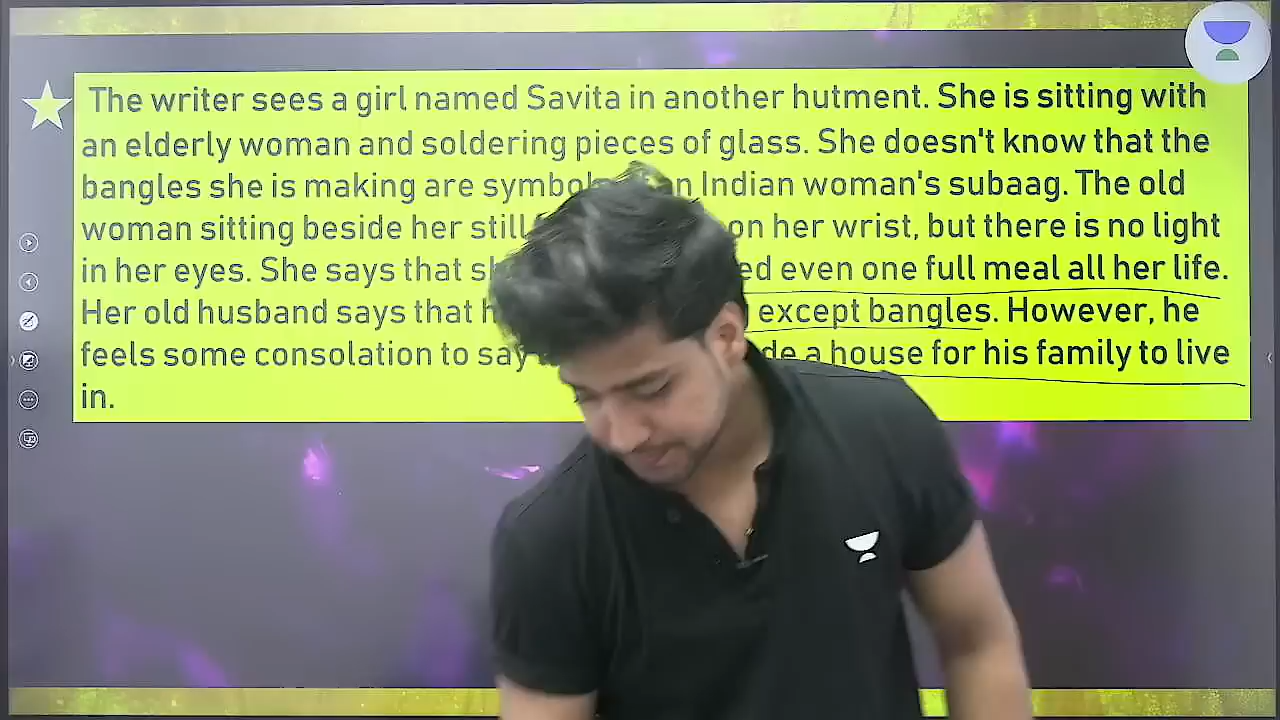 The writer sees a girl named Savita in another hutment. She is sitting with
an elderly woman and soldering pieces of glass. She doesn't know that the
bangles she is making are symbol n Indian woman's subaag. The old
woman sitting beside her still on her wrist, but there is no light
in her eyes. She says that ed even one full meal all her life.
Her old husband says that except bangles. However, he
feels some consolation to say de a house for his family to live
in.